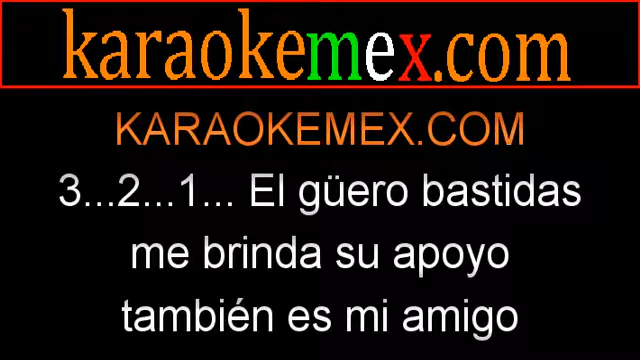 karaokemex.com
KARAOKEMEX.COM
3...2...1... El güero bastidas
me brinda su apoyo
también es mi amigo